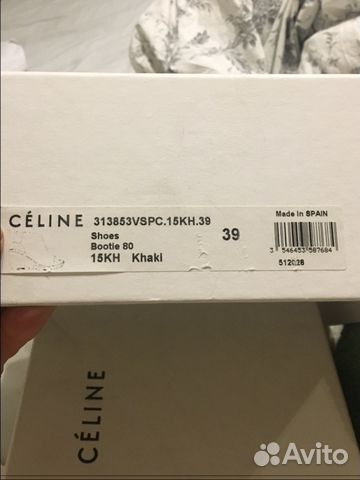 CÉLINE
313853VSPC.15KH.39
Shoes
Bootie 80
15KH Khaki
39
Made in SPAIN
3 546453 587684
512028
CÉLINE
Avito